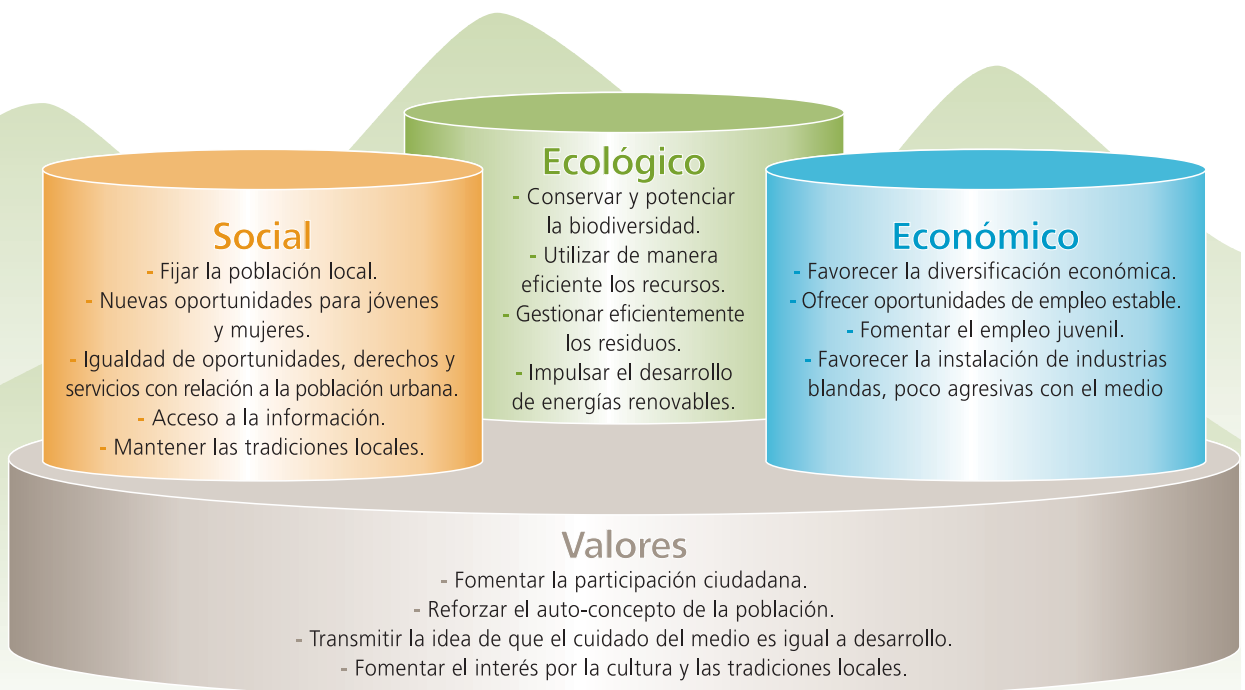 Social
- Fijar la población local.
- Nuevas oportunidades para jóvenes
y mujeres.
- Igualdad de oportunidades, derechos y
servicios con relación a la población urbana.
- Acceso a la información.
- Mantener las tradiciones locales.
Ecológico
- Conservar y potenciar
la biodiversidad.
- Utilizar de manera
eficiente los recursos.
- Gestionar eficientemente
los residuos.
- Impulsar el desarrollo
de energías renovables.
Económico
- Favorecer la diversificación económica.
- Ofrecer oportunidades de empleo estable.
- Fomentar el empleo juvenil.
- Favorecer la instalación de industrias
blandas, poco agresivas con el medio
Valores
- Fomentar la participación ciudadana.
- Reforzar el auto-concepto de la población.
- Transmitir la idea de que el cuidado del medio es igual a desarrollo.
- Fomentar el interés por la cultura y las tradiciones locales.